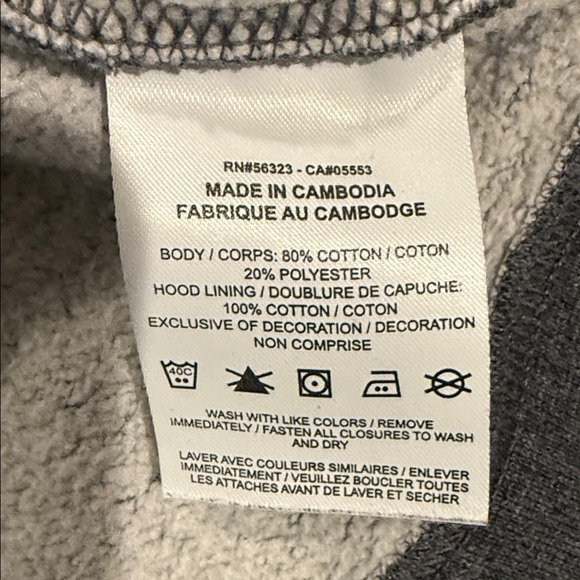 RN#56323 - CA#05553
MADE IN CAMBODIA
FABRIQUE AU CAMBODGE
BODY / CORPS: 80% COTTON / COTON
20% POLYESTER
HOOD LINING / DOUBLURE DE CAPUCHE:
100% COTTON / COTON
EXCLUSIVE OF DECORATION / DECORATION
NON COMPRISE
40C
WASH WITH LIKE COLORS / REMOVE
IMMEDIATELY / FASTEN ALL CLOSURES TO WASH
AND DRY
LAVER AVEC COULEURS SIMILAIRES / ENLEVER
IMMEDIATEMENT / VEUILLEZ BOUCLER TOUTES
LES ATTACHES AVANT DE LAVER ET SECHER